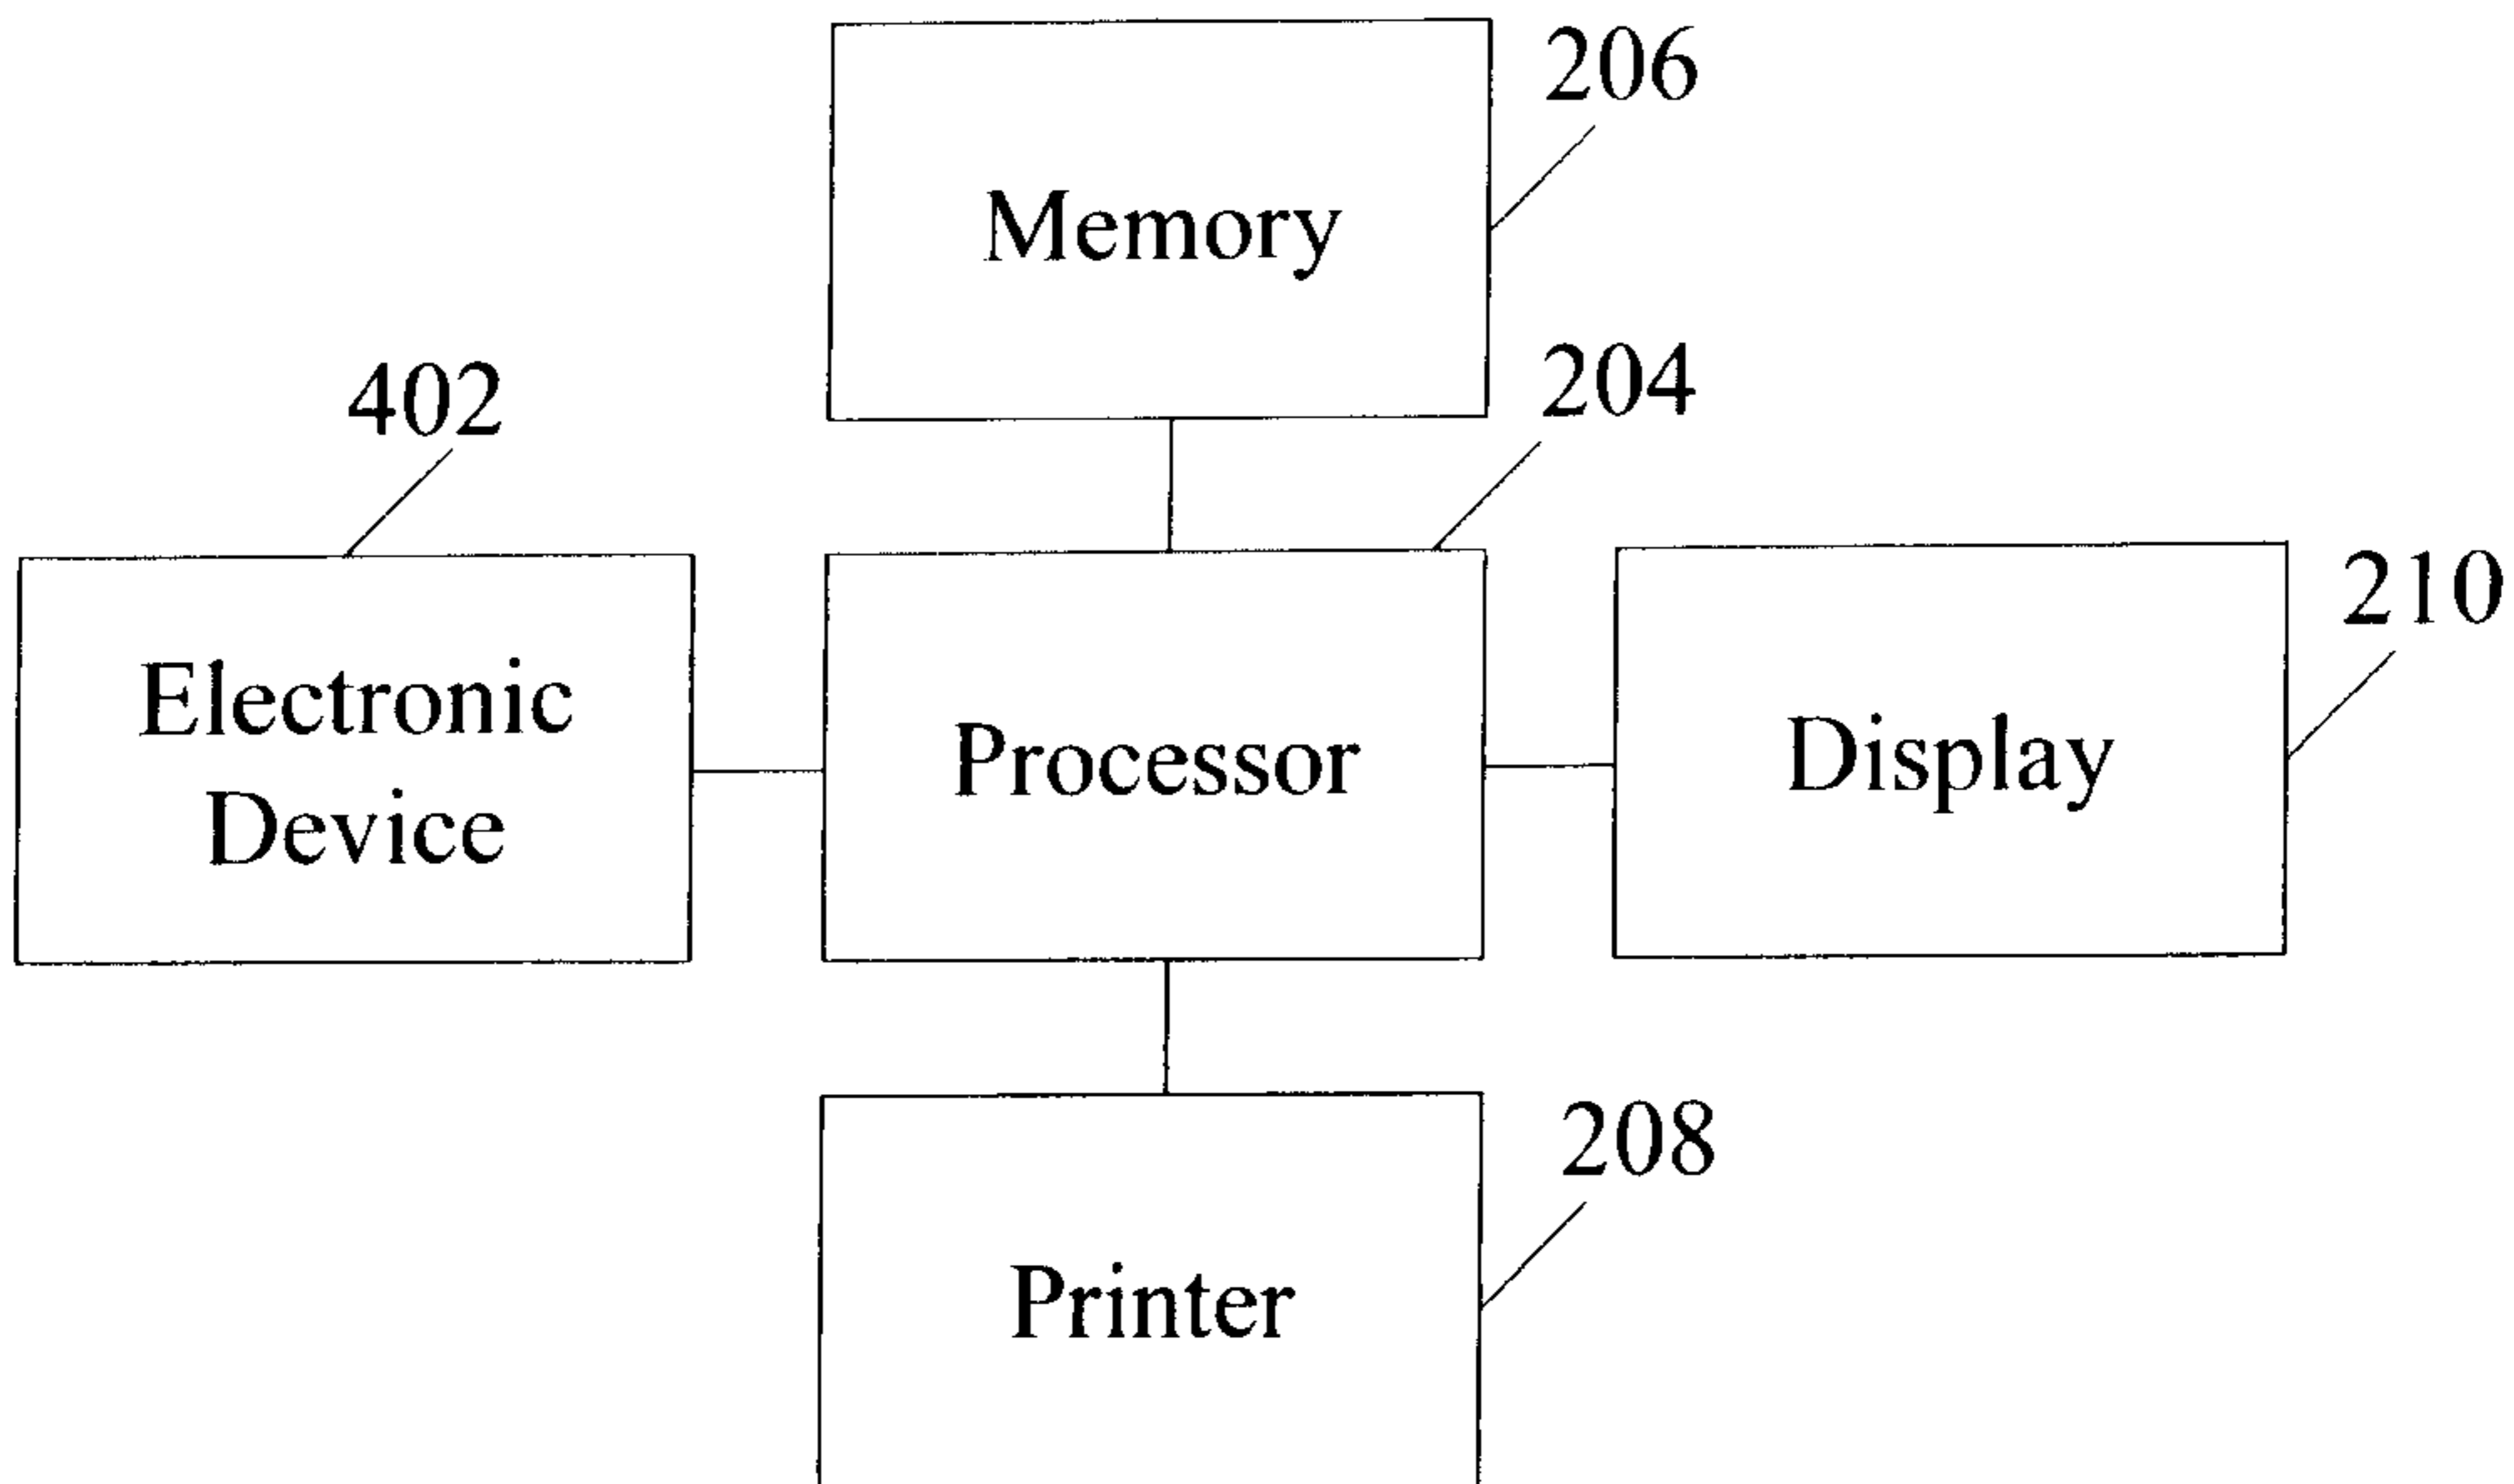 206
Memory
204
402
210
Electronic
Device
Processor
Display
208
Printer